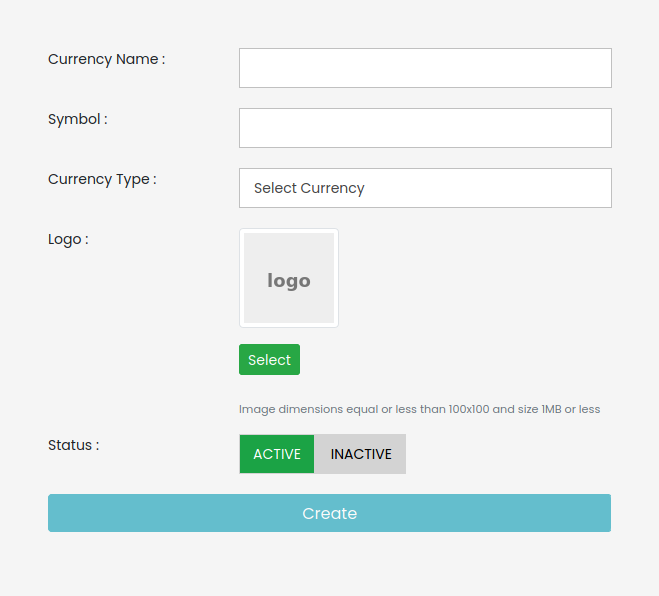 Currency Name :
Symbol :
Currency Type :
Select Currency
Logo :
logo
Select
Image dimensions equal or less than 100x100 and size 1MB or less
Status :
ACTIVE INACTIVE
Create